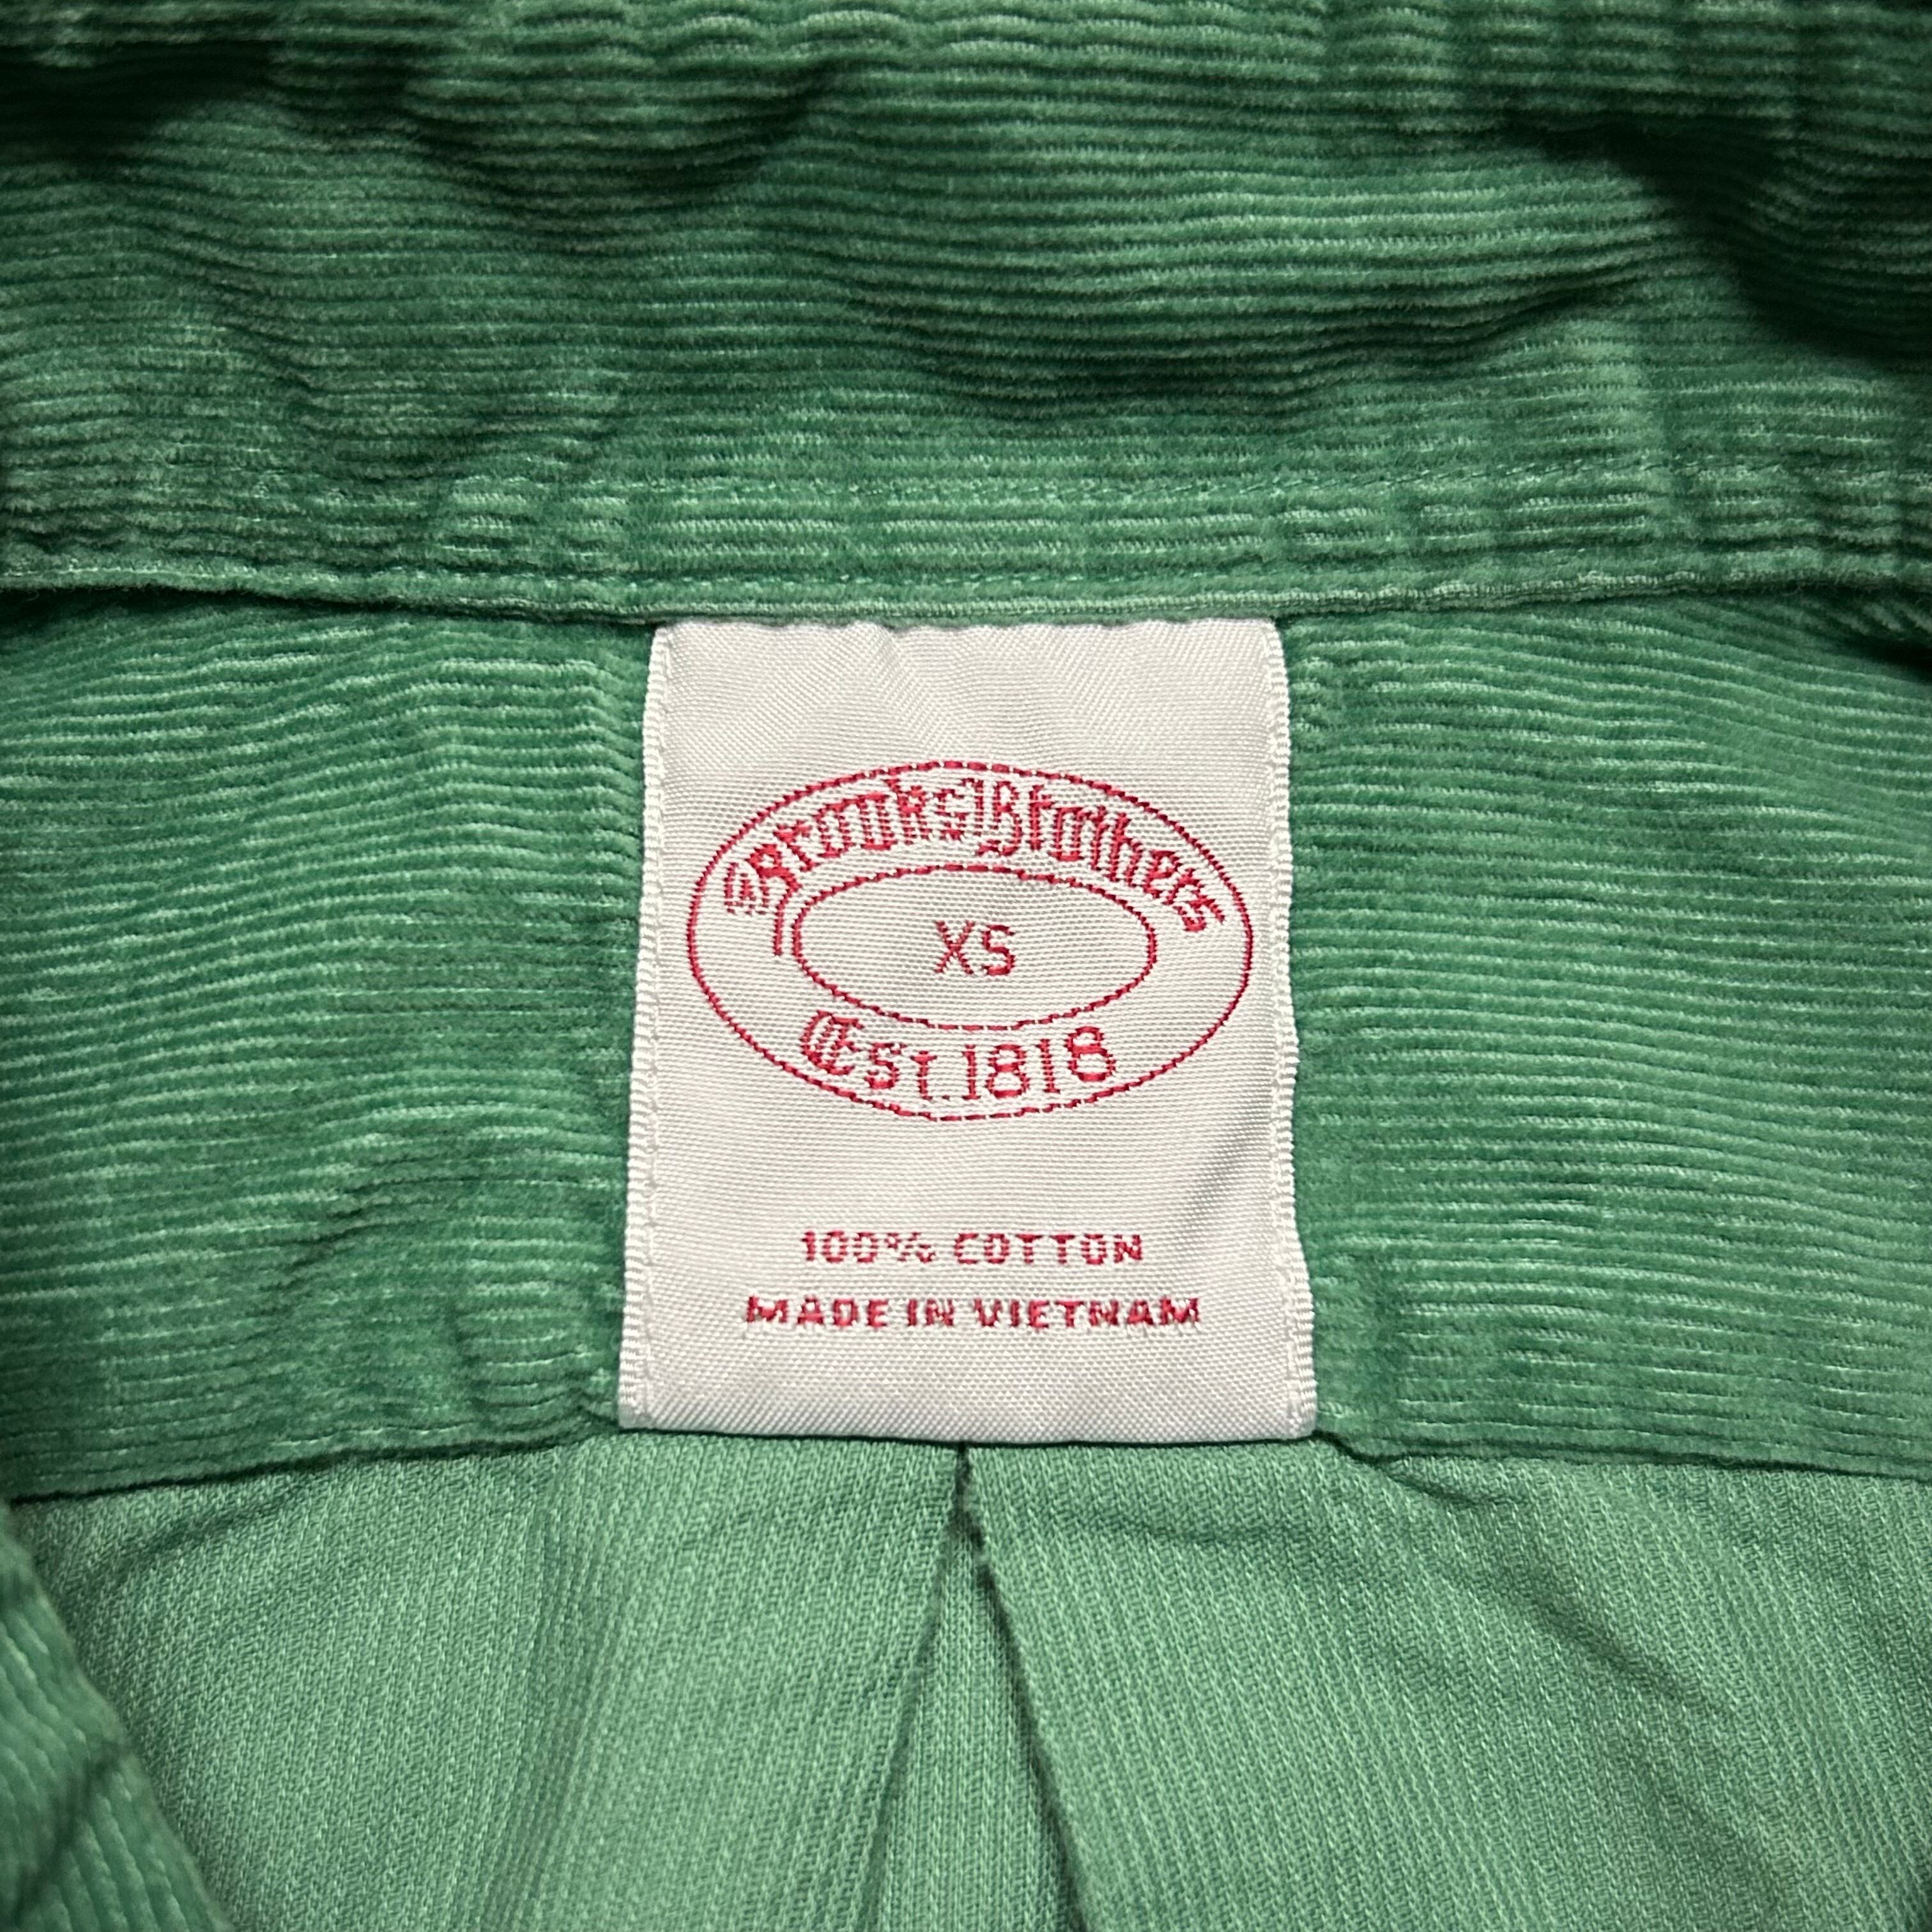 Brooks Brothers
XS
Est. 1818
100% COTTON
MADE IN VIETNAM